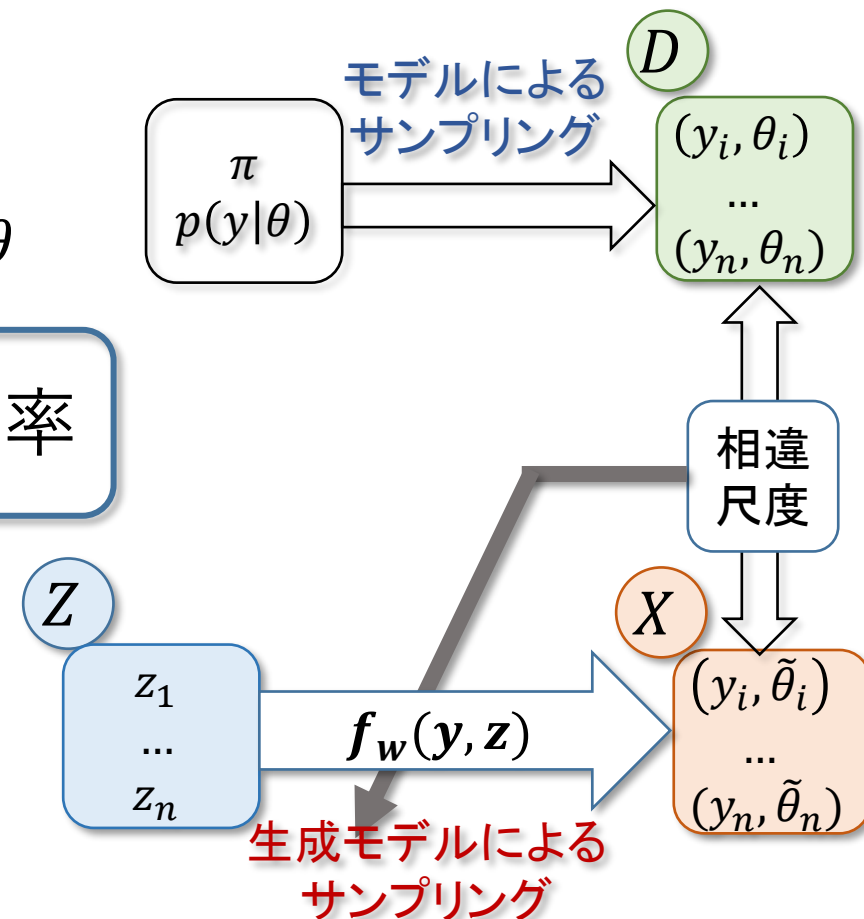 D
モデルによる
サンプリング
π
p(y|θ)
(y_i, θ_i)
...
(y_n, θ_n)
θ
率
相違
尺度
Z
X
z_1
...
z_n
f_w(y, z)
(y_i, θ̃_i)
...
(y_n, θ̃_n)
生成モデルによる
サンプリング